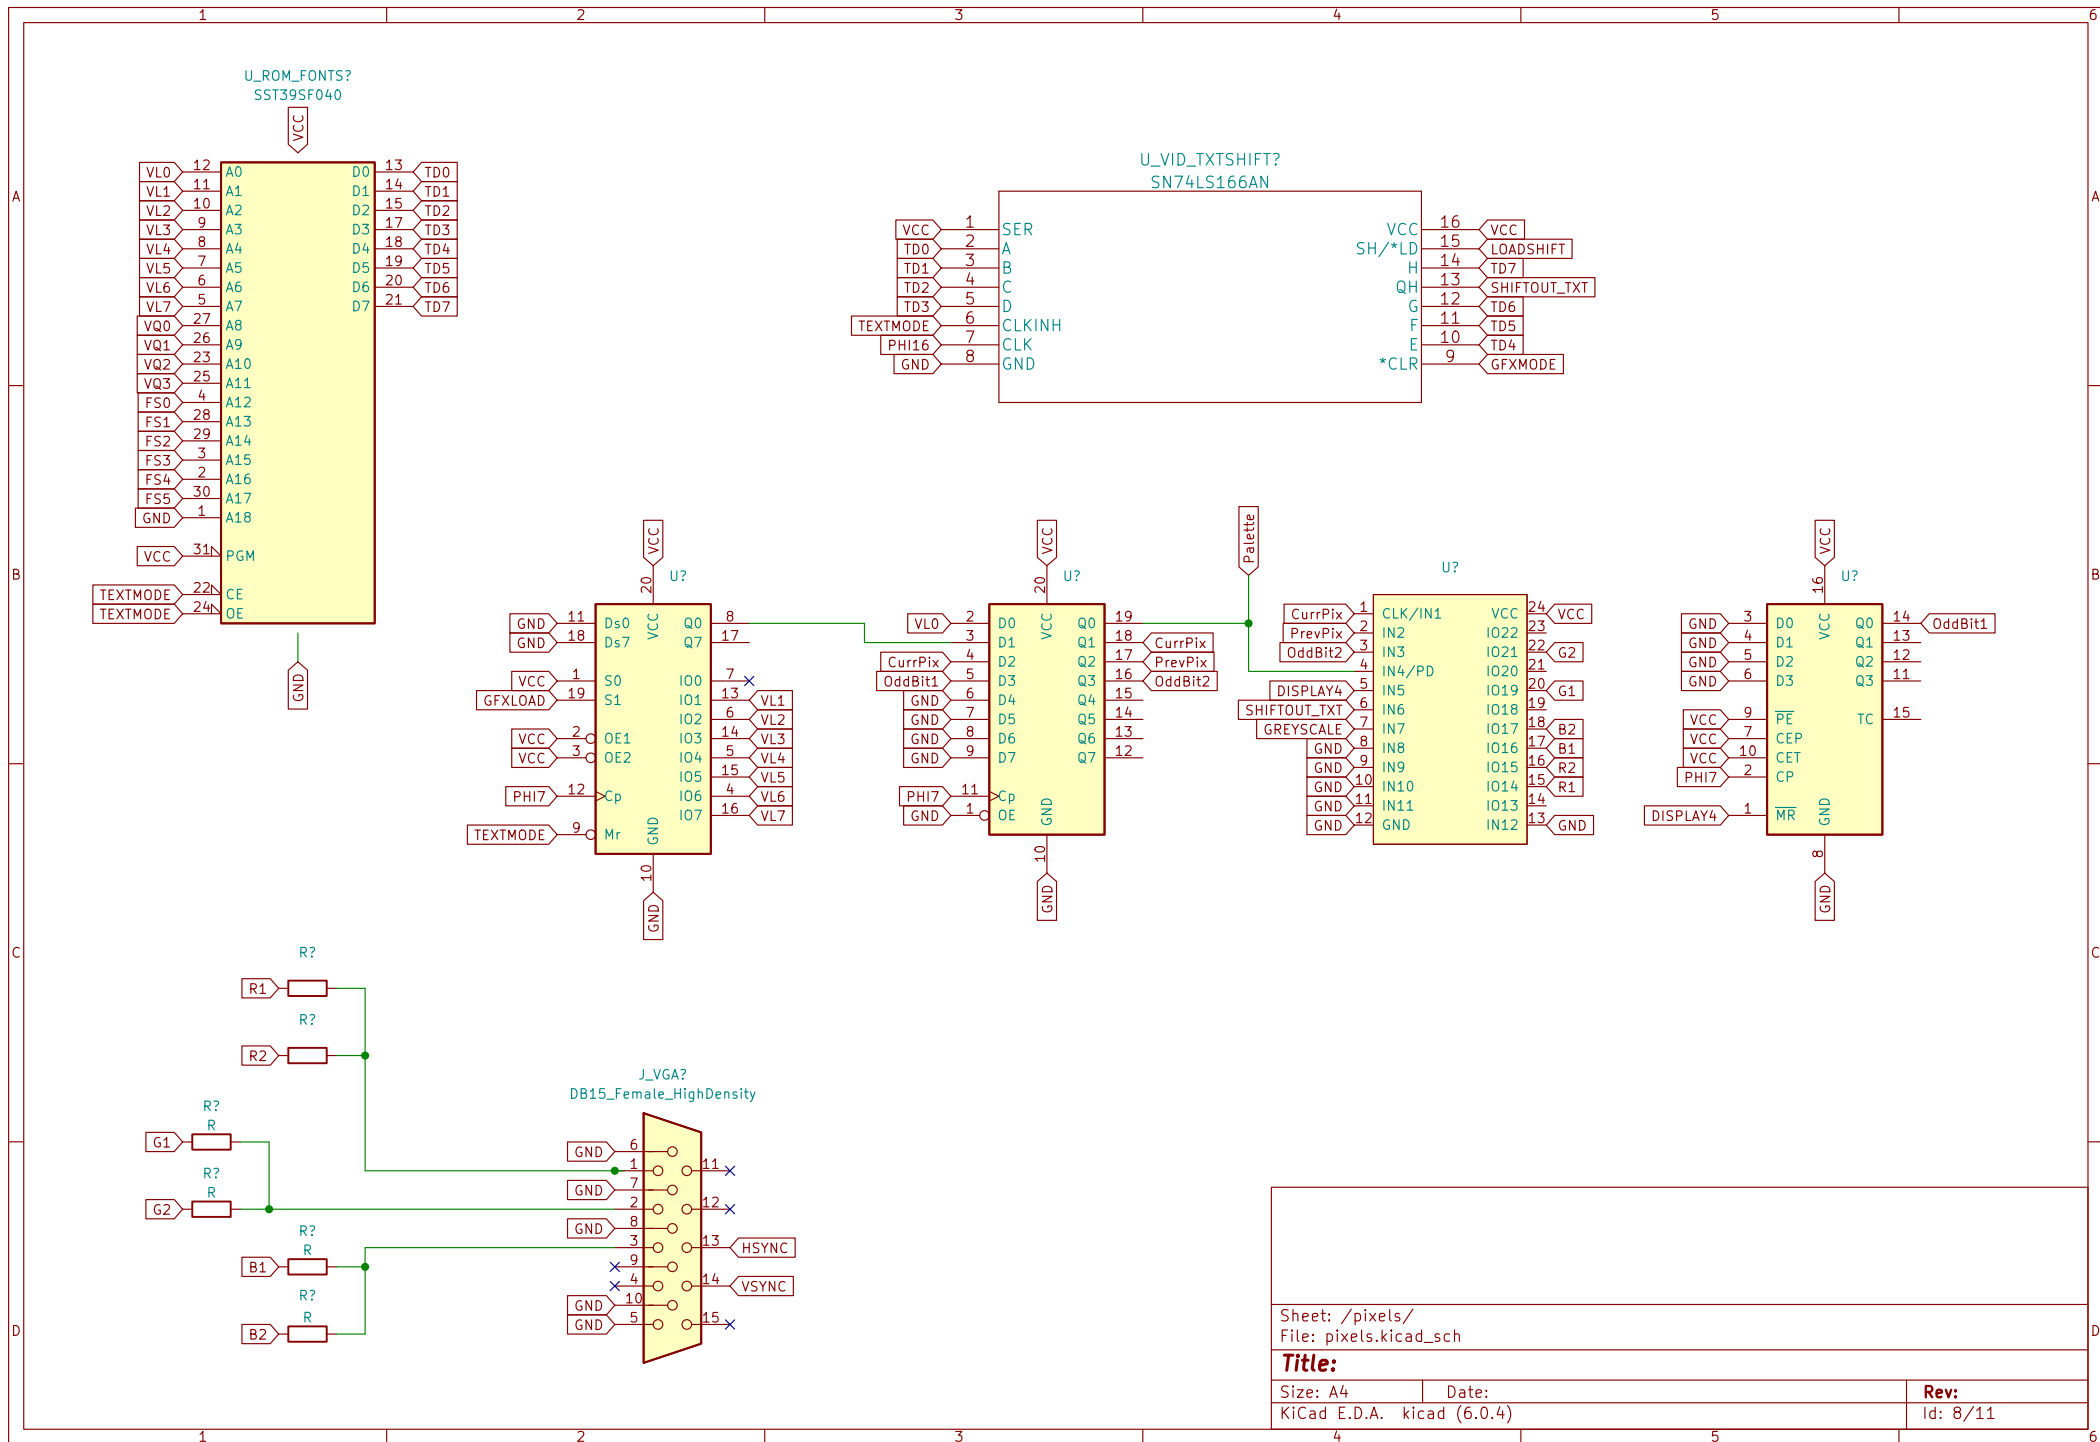 1 2 3 4 5 6
A
B
C
D
A
B
C
D
U_ROM_FONTS?
SST39SF040
VCC
VL0 12 A0 D0 13 TD0
VL1 11 A1 D1 14 TD1
VL2 10 A2 D2 15 TD2
VL3 9 A3 D3 17 TD3
VL4 8 A4 D4 18 TD4
VL5 7 A5 D5 19 TD5
VL6 6 A6 D6 20 TD6
VL7 5 A7 D7 21 TD7
VQ0 27 A8
VQ1 26 A9
VQ2 23 A10
VQ3 25 A11
FS0 4 A12
FS1 28 A13
FS2 29 A14
FS3 3 A15
FS4 2 A16
FS5 30 A17
GND 1 A18
VCC 31 PGM
TEXTMODE 22 CE
TEXTMODE 24 OE
GND
U_VID_TXTSHIFT?
SN74LS166AN
VCC 1 SER VCC 16 VCC
TD0 2 A SH/*LD 15 LOADSHIFT
TD1 3 B H 14 TD7
TD2 4 C QH 13 SHIFTOUT_TXT
TD3 5 D G 12 TD6
TEXTMODE 6 CLKINH F 11 TD5
PHI16 7 CLK E 10 TD4
GND 8 GND *CLR 9 GFXMODE
VCC
20
U?
VCC
GND 11 Ds0 Q0 8
GND 18 Ds7 Q7 17
VCC 1 S0 IO0 7
GFXLOAD 19 S1 IO1 13 VL1
IO2 6 VL2
VCC 2 OE1 IO3 14 VL3
VCC 3 OE2 IO4 5 VL4
IO5 15 VL5
PHI7 12 Cp IO6 4 VL6
IO7 16 VL7
TEXTMODE 9 Mr
GND
10
GND
VCC
20
U?
VCC
VL0 2 D0 Q0 19
3 D1 Q1 18 CurrPix
CurrPix 4 D2 Q2 17 PrevPix
OddBit1 5 D3 Q3 16 OddBit2
GND 6 D4 Q4 15
GND 7 D5 Q5 14
GND 8 D6 Q6 13
GND 9 D7 Q7 12
PHI7 11 Cp
GND 1 OE
GND
10
GND
Palette
U?
CurrPix 1 CLK/IN1 VCC 24 VCC
PrevPix 2 IN2 IO22 23
OddBit2 3 IN3 IO21 22 G2
4 IN4/PD IO20 21
DISPLAY4 5 IN5 IO19 20 G1
SHIFTOUT_TXT 6 IN6 IO18 19
GREYSCALE 7 IN7 IO17 18 B2
GND 8 IN8 IO16 17 B1
GND 9 IN9 IO15 16 R2
GND 10 IN10 IO14 15 R1
GND 11 IN11 IO13 14
GND 12 GND IN12 13 GND
VCC
16
U?
VCC
GND 3 D0 Q0 14 OddBit1
GND 4 D1 Q1 13
GND 5 D2 Q2 12
GND 6 D3 Q3 11
VCC 9 PE TC 15
VCC 7 CEP
VCC 10 CET
PHI7 2 CP
DISPLAY4 1 MR
GND
8
GND
R?
R1
R?
R2
R?
R
G1
R?
R
G2
R?
R
B1
R?
R
B2
J_VGA?
DB15_Female_HighDensity
GND 6
1 11
GND 7
2 12
GND 8
3 13 HSYNC
9
4 14 VSYNC
GND 10
GND 5 15
Sheet: /pixels/
File: pixels.kicad_sch
Title:
Size: A4 Date: Rev:
KiCad E.D.A. kicad (6.0.4) Id: 8/11
1 2 3 4 5 6